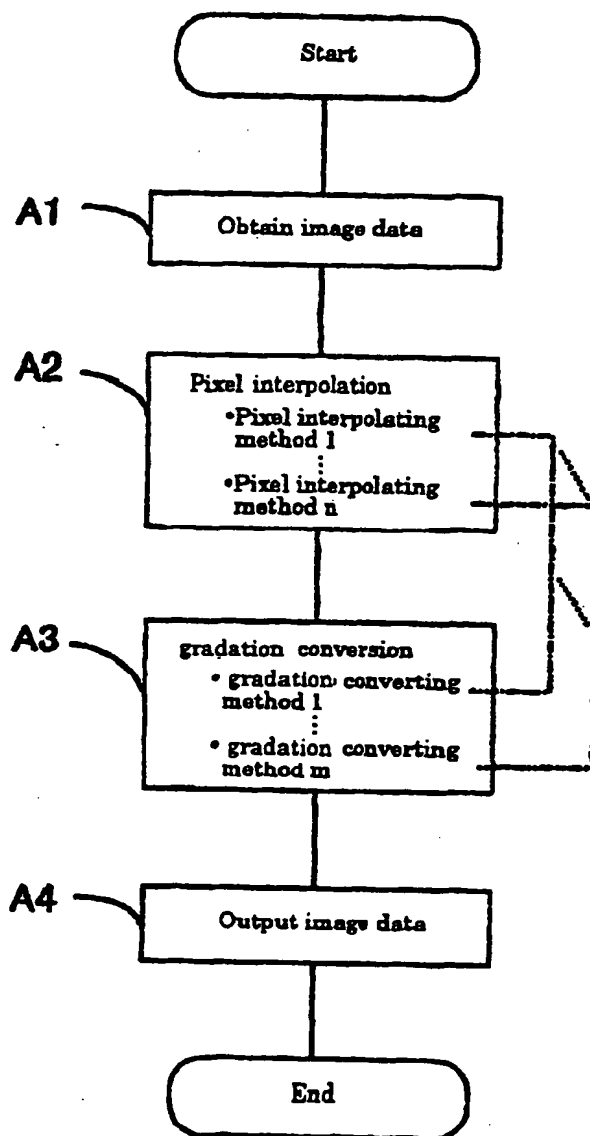 Start
A1
Obtain image data
A2
Pixel interpolation
•Pixel interpolating
method 1
•Pixel interpolating
method n
A3
gradation conversion
• gradation converting
method 1
• gradation converting
method m
A4
Output image data
End